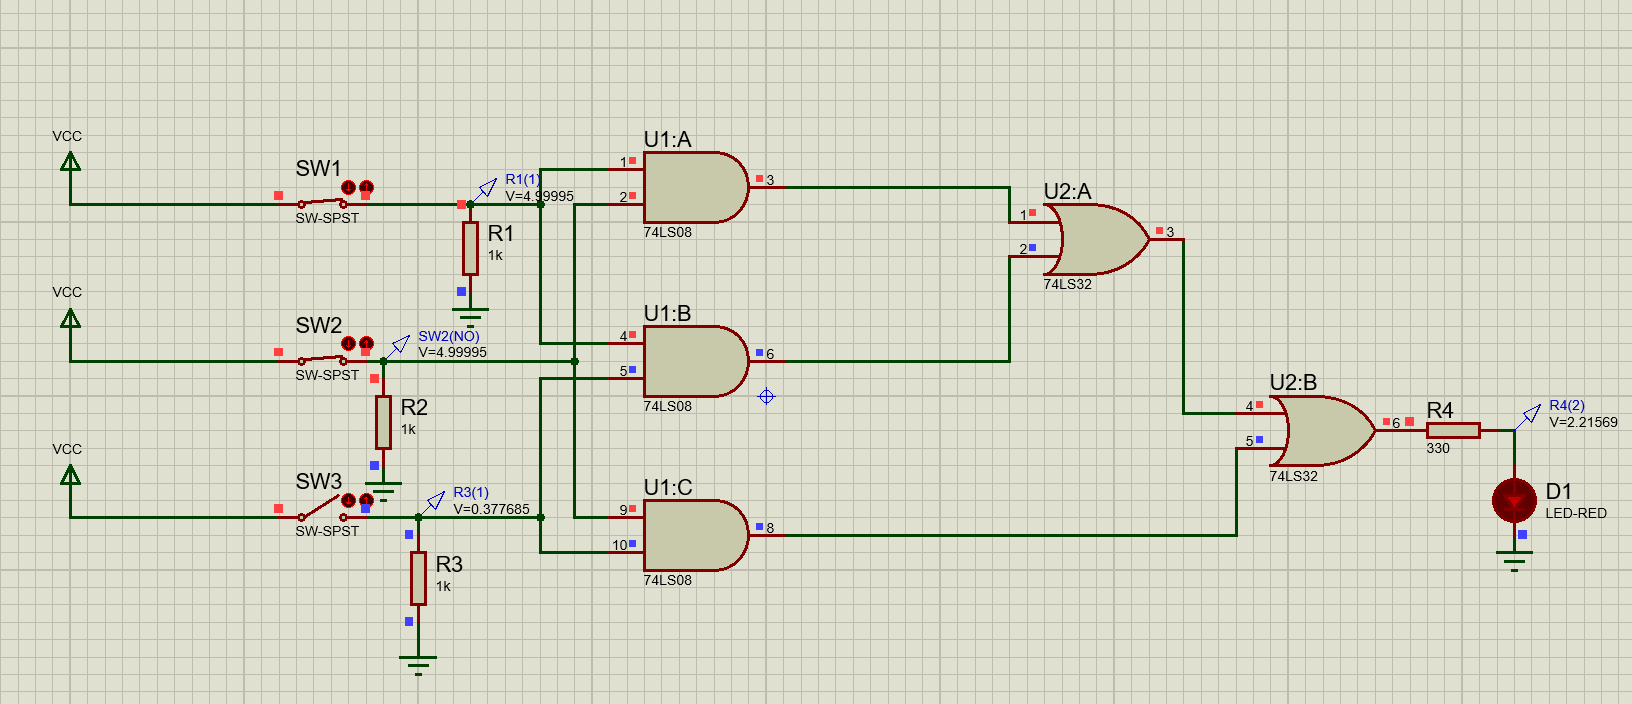 VCC
SW1
SW-SPST
R1(1)
V=4.99995
R1
1k
VCC
SW2
SW-SPST
SW2(NO)
V=4.99995
R2
1k
VCC
SW3
SW-SPST
R3(1)
V=0.377685
R3
1k
U1:A
1
2
3
74LS08
U1:B
4
5
6
74LS08
U1:C
9
10
8
74LS08
U2:A
1
2
3
74LS32
U2:B
4
5
6
74LS32
R4
330
R4(2)
V=2.21569
D1
LED-RED